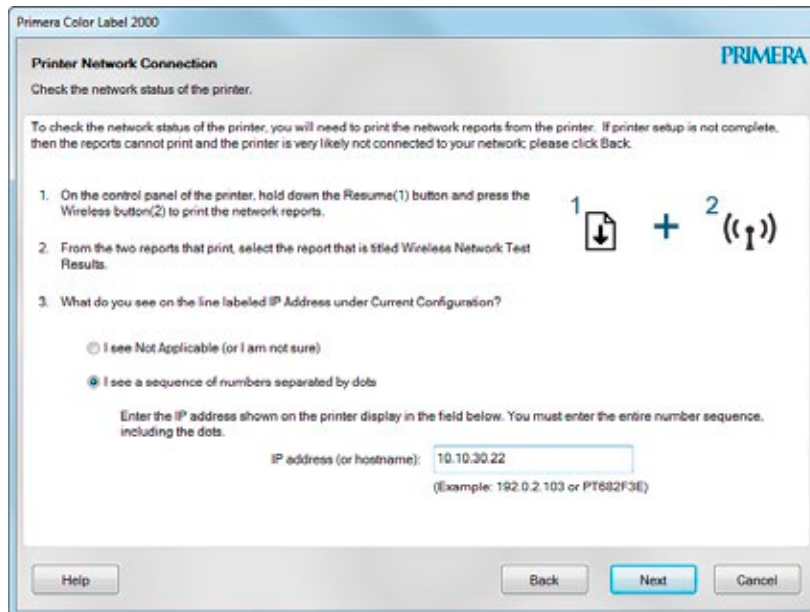 Primera Color Label 2000
PRIMERA
Printer Network Connection
Check the network status of the printer.
To check the network status of the printer, you will need to print the network reports from the printer. If printer setup is not complete,
then the reports cannot print and the printer is very likely not connected to your network; please click Back.
1. On the control panel of the printer, hold down the Resume(1) button and press the
Wireless button(2) to print the network reports.
1 + 2
2. From the two reports that print, select the report that is titled Wireless Network Test
Results.
3. What do you see on the line labeled IP Address under Current Configuration?
I see Not Applicable (or I am not sure)
I see a sequence of numbers separated by dots
Enter the IP address shown on the printer display in the field below. You must enter the entire number sequence,
including the dots.
IP address (or hostname): 10.10.30.22
(Example: 192.0.2.103 or PT682F3E)
Help Back Next Cancel